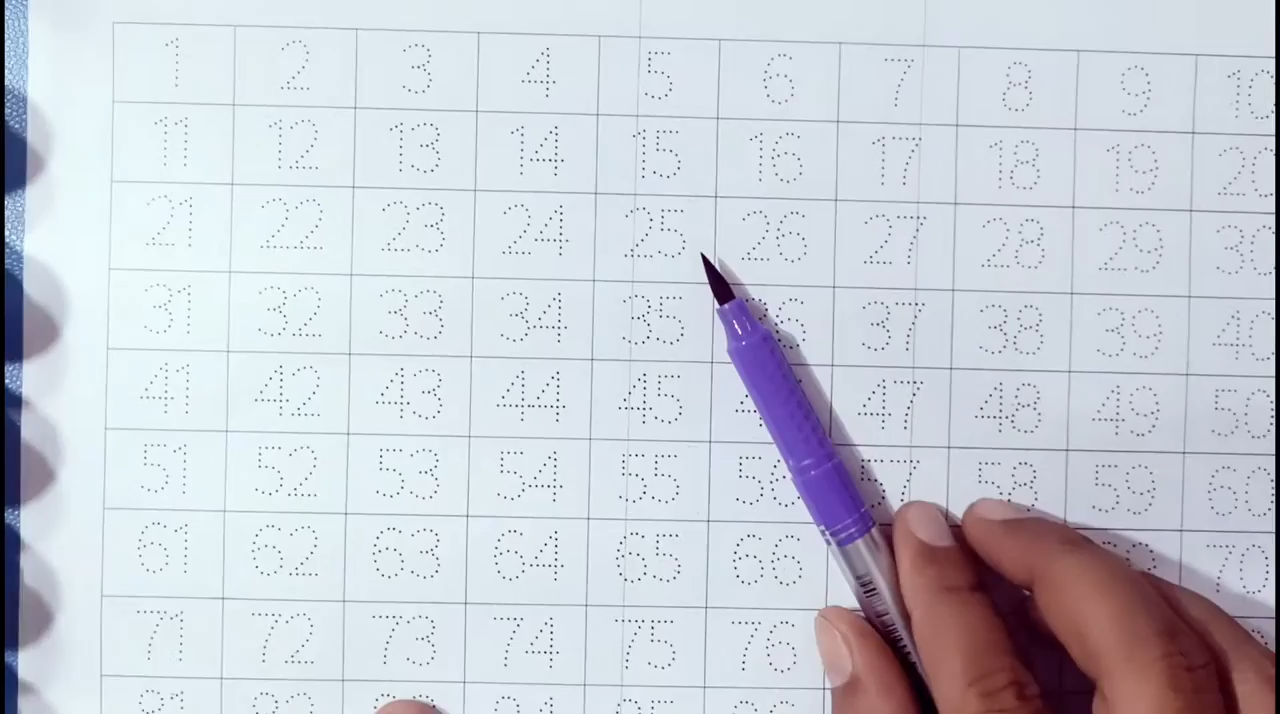 1 2 3 4 5 6 7 8 9 10
11 12 13 14 15 16 17 18 19 20
21 22 23 24 25 26 27 28 29 30
31 32 33 34 35 36 37 38 39 40
41 42 43 44 45 47 48 49 50
51 52 53 54 55 56 57 58 59 60
61 62 63 64 65 66 70
71 72 73 74 75 76